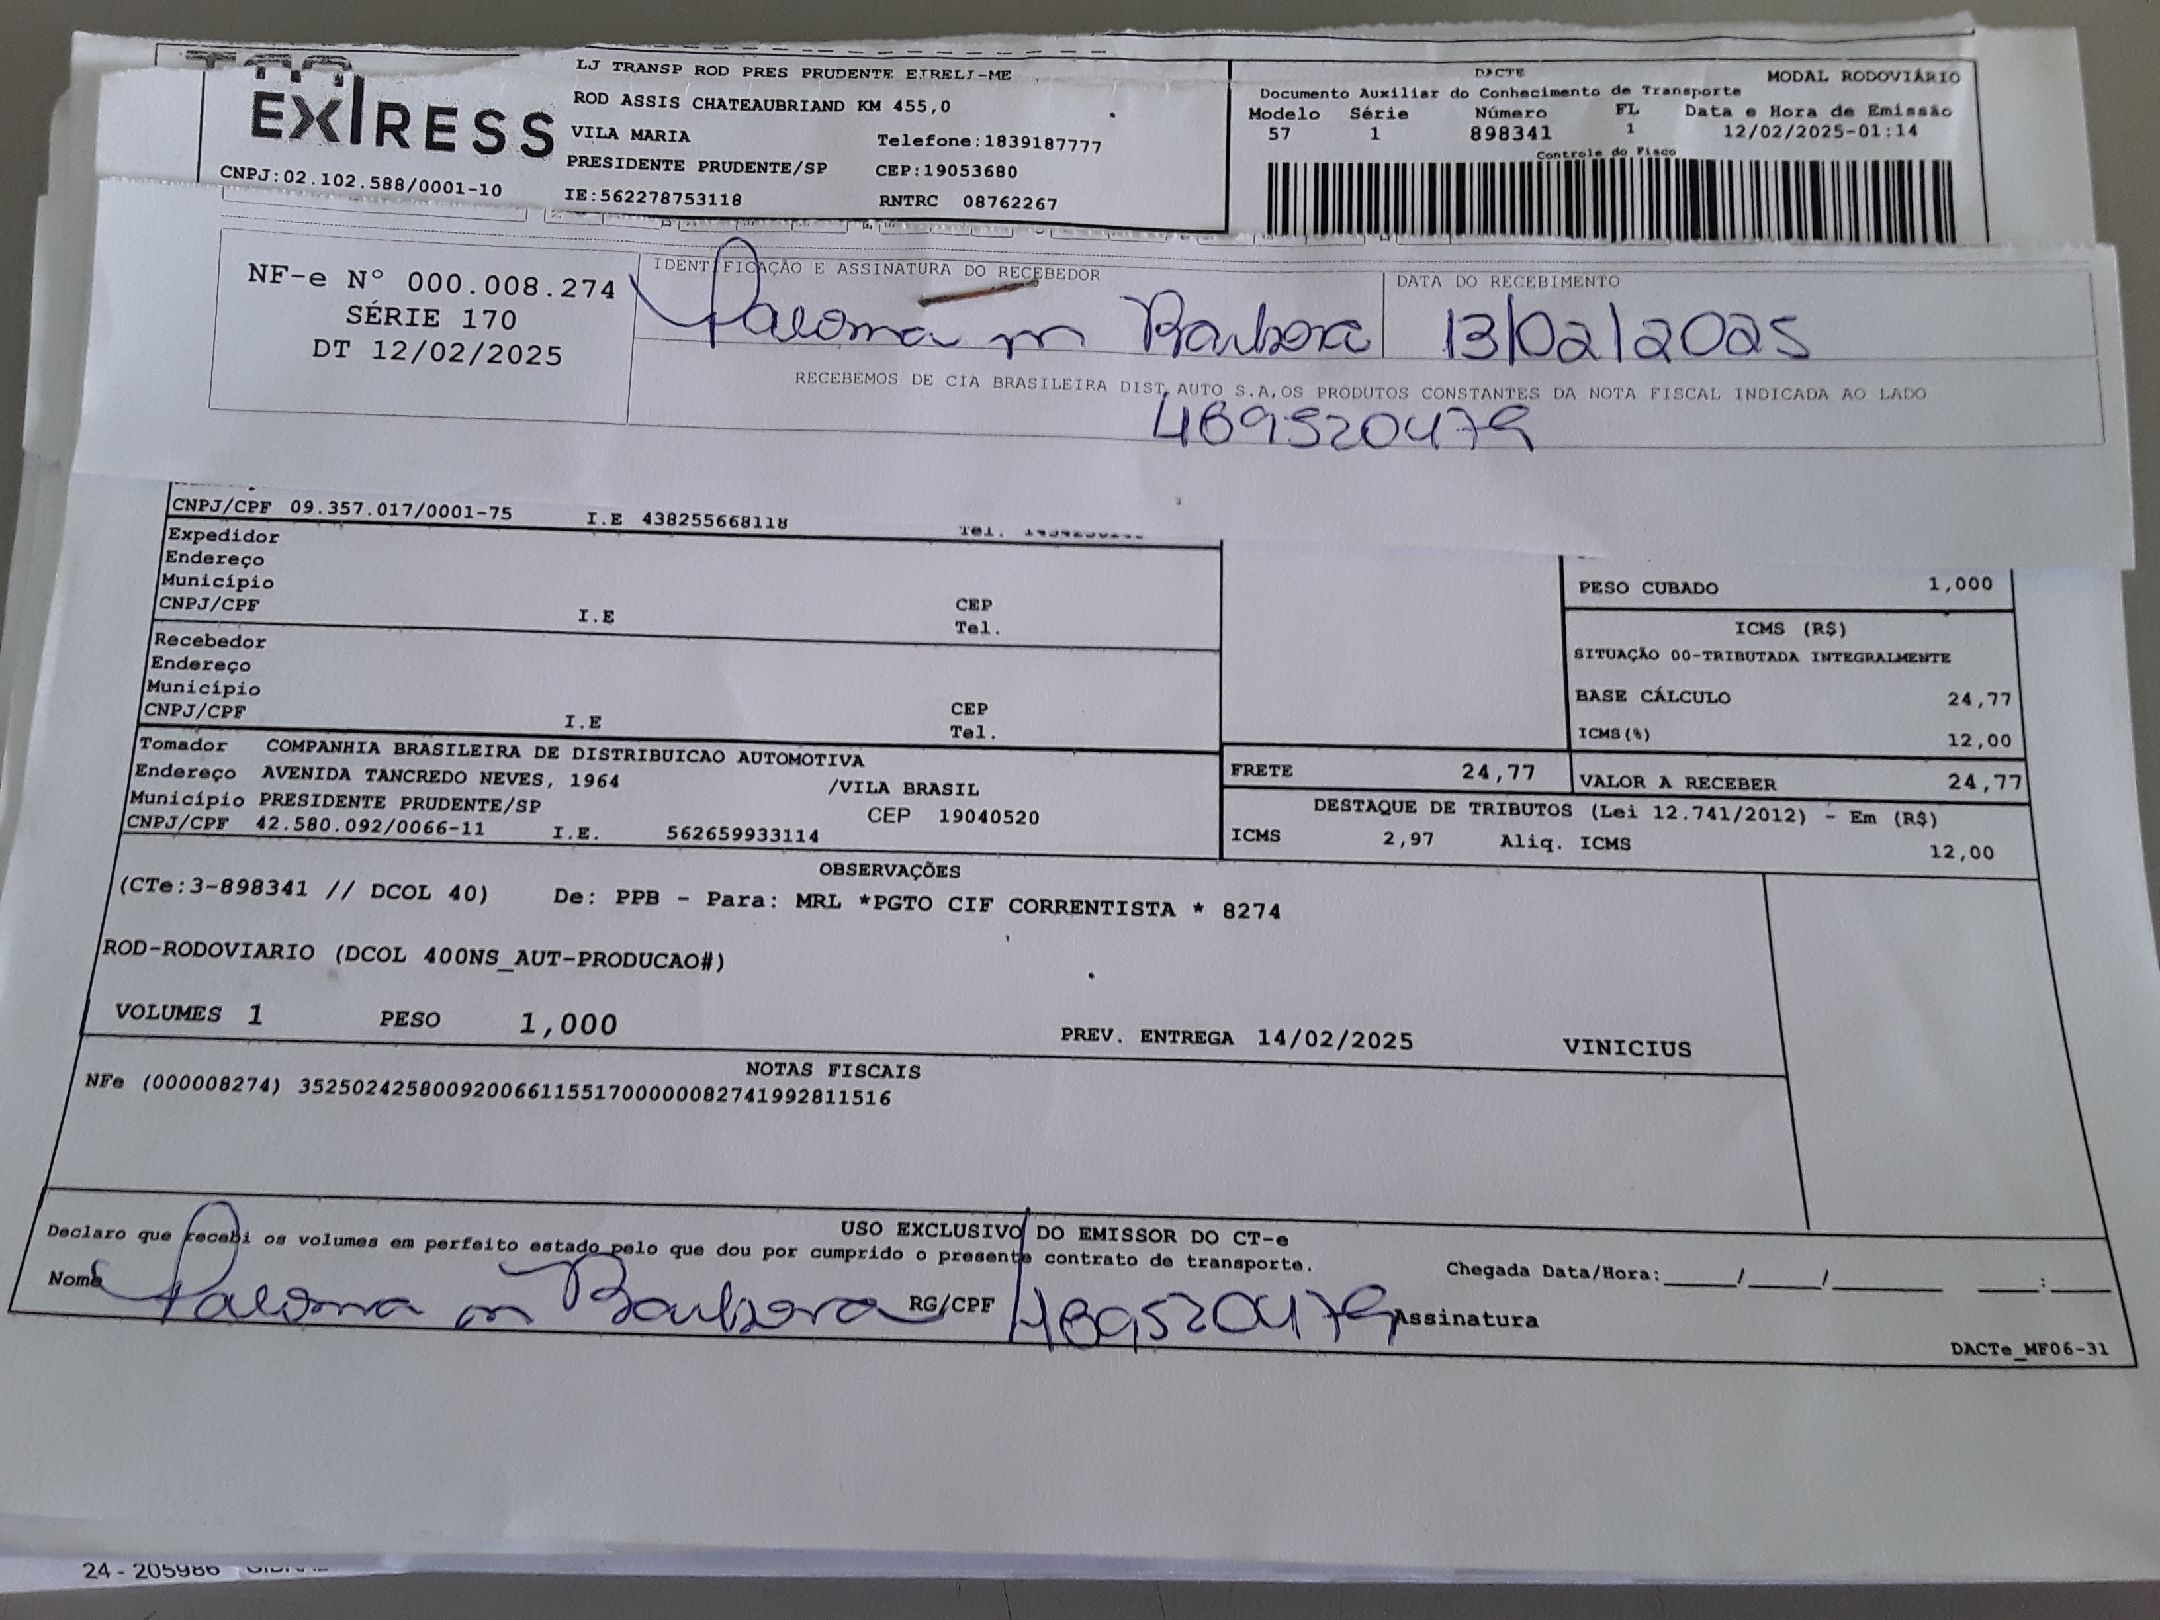 EXPRESS
CNPJ:02.102.588/0001-10
LJ TRANSP ROD PRES PRUDENTE EIRELI-ME
ROD ASSIS CHATEAUBRIAND KM 455,0
VILA MARIA Telefone:1839187777
PRESIDENTE PRUDENTE/SP CEP:19053680
IE:562278753118 RNTRC 08762267
DACTE MODAL RODOVIÁRIO
Documento Auxiliar do Conhecimento de Transporte
Modelo Série Número FL Data e Hora de Emissão
57 1 898341 1 12/02/2025-01:14
Controle do Fisco
NF-e Nº 000.008.274
SÉRIE 170
DT 12/02/2025
IDENTIFICAÇÃO E ASSINATURA DO RECEBEDOR DATA DO RECEBIMENTO
Paloma m Barbosa 13/02/2025
RECEBEMOS DE CIA BRASILEIRA DIST. AUTO S.A,OS PRODUTOS CONSTANTES DA NOTA FISCAL INDICADA AO LADO
469520479
CNPJ/CPF 09.357.017/0001-75 I.E 438255668118 Tel.
Expedidor
Endereço
Município CEP
CNPJ/CPF I.E Tel.
Recebedor
Endereço
Município CEP
CNPJ/CPF I.E Tel.
PESO CUBADO 1,000
ICMS (R$)
SITUAÇÃO 00-TRIBUTADA INTEGRALMENTE
BASE CÁLCULO 24,77
ICMS(%) 12,00
Tomador COMPANHIA BRASILEIRA DE DISTRIBUICAO AUTOMOTIVA
Endereço AVENIDA TANCREDO NEVES, 1964 /VILA BRASIL
Município PRESIDENTE PRUDENTE/SP CEP 19040520
CNPJ/CPF 42.580.092/0066-11 I.E. 562659933114
FRETE 24,77 VALOR A RECEBER 24,77
DESTAQUE DE TRIBUTOS (Lei 12.741/2012) - Em (R$)
ICMS 2,97 Aliq. ICMS 12,00
OBSERVAÇÕES
(CTe:3-898341 // DCOL 40) De: PPB - Para: MRL *PGTO CIF CORRENTISTA * 8274
ROD-RODOVIARIO (DCOL 400NS_AUT-PRODUCAO#)
VOLUMES 1 PESO 1,000 PREV. ENTREGA 14/02/2025 VINICIUS
NOTAS FISCAIS
NFe (000008274) 35250242580092006611551700000082741992811516
USO EXCLUSIVO DO EMISSOR DO CT-e
Declaro que recebi os volumes em perfeito estado pelo que dou por cumprido o presente contrato de transporte.
Chegada Data/Hora:_____/_____/_______ ___:___
Nome Paloma m Barbosa RG/CPF 469520479 Assinatura
DACTe_MF06-31
24 - 205986